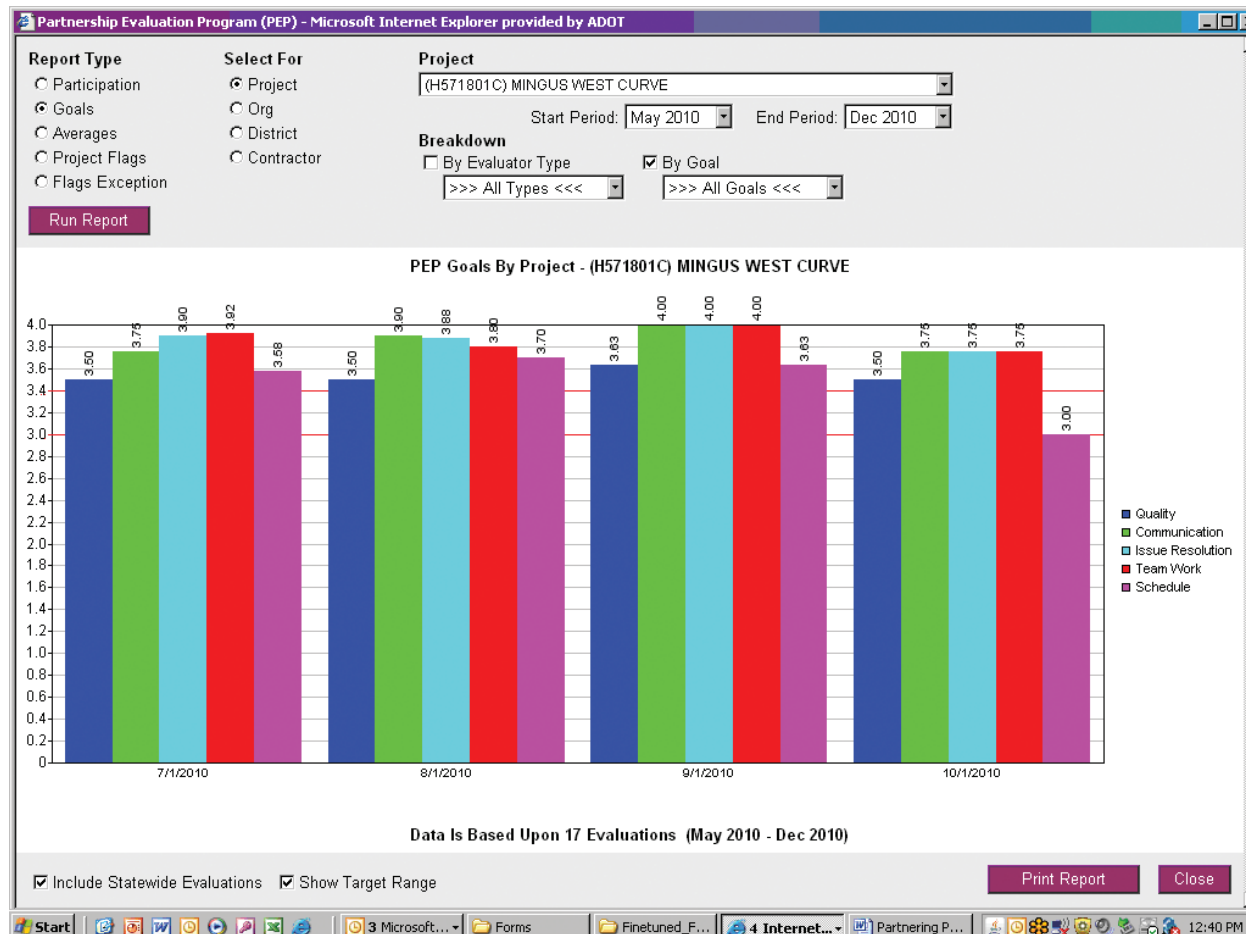 Partnership Evaluation Program (PEP) - Microsoft Internet Explorer provided by ADOT
Report Type
Participation
Goals
Averages
Project Flags
Flags Exception
Run Report
Select For
Project
Org
District
Contractor
Project
(H571801C) MINGUS WEST CURVE
Start Period: May 2010 End Period: Dec 2010
Breakdown
By Evaluator Type By Goal
>>> All Types <<< >>> All Goals <<<
PEP Goals By Project - (H571801C) MINGUS WEST CURVE
4.0
3.8
3.6
3.4
3.2
3.0
2.8
2.6
2.4
2.2
2.0
1.8
1.6
1.4
1.2
1.0
0.8
0.6
0.4
0.2
0
3.50 3.75 3.90 3.92 3.58
3.50 3.90 3.88 3.80 3.70
3.63 4.00 4.00 4.00 3.63
3.50 3.75 3.75 3.75 3.00
7/1/2010 8/1/2010 9/1/2010 10/1/2010
Quality
Communication
Issue Resolution
Team Work
Schedule
Data Is Based Upon 17 Evaluations (May 2010 - Dec 2010)
Include Statewide Evaluations Show Target Range
Print Report Close
Start 3 Microsoft... Forms Finetuned_F... 4 Internet... Partnering P... 12:40 PM